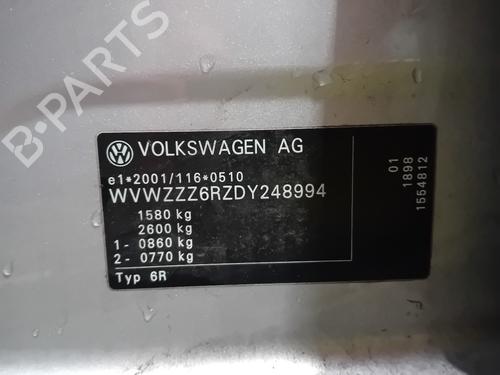 B-PARTS
VOLKSWAGEN AG
e1*2001/116*0510
WVWZZZ6RZDY248994
1580 kg
2600 kg
1- 0860 kg
2- 0770 kg
Typ 6R
01
1898
1554812